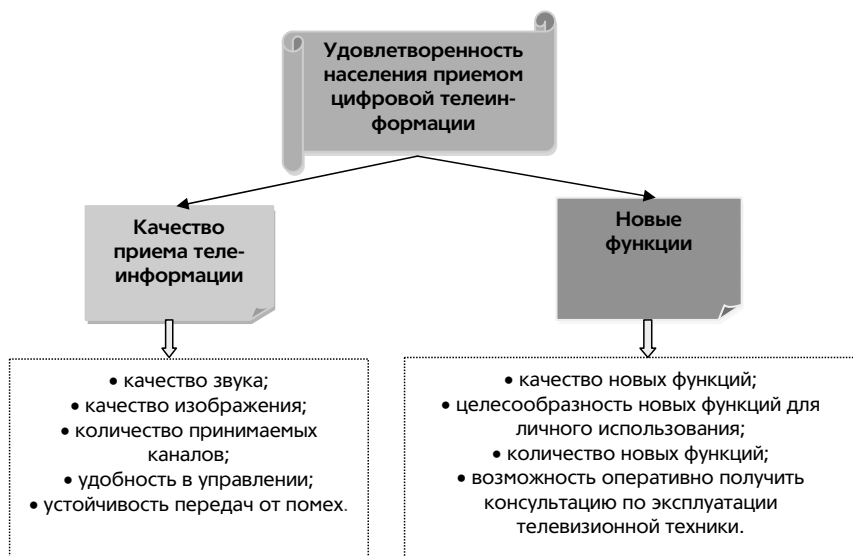 Удовлетворенность
населения приемом
цифровой телеин-
формации
Качество
приема теле-
информации
Новые
функции
• качество звука;
• качество изображения;
• количество принимаемых
каналов;
• удобность в управлении;
• устойчивость передач от помех.
• качество новых функций;
• целесообразность новых функций для
личного использования;
• количество новых функций;
• возможность оперативно получить
консультацию по эксплуатации
телевизионной техники.